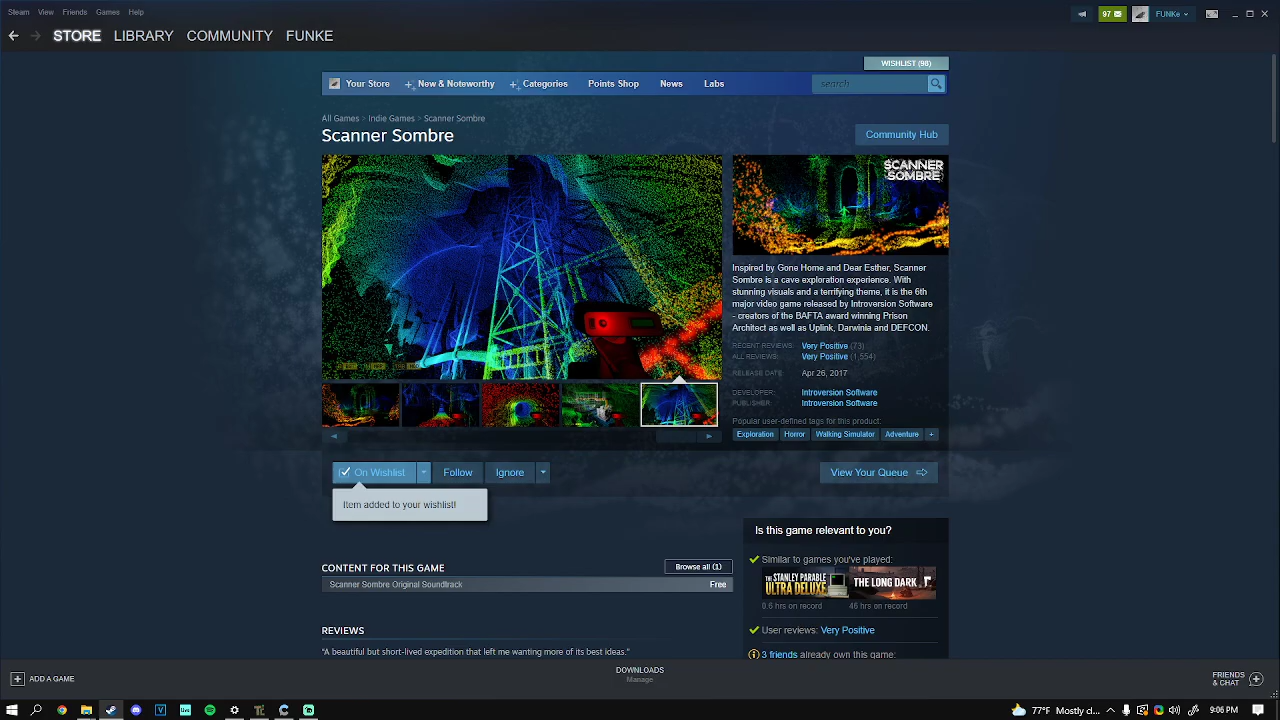 Steam View Friends Games Help
97 FUNKe
STORE LIBRARY COMMUNITY FUNKE
WISHLIST (98)
Your Store New & Noteworthy Categories Points Shop News Labs search
All Games > Indie Games > Scanner Sombre
Scanner Sombre
Community Hub
SCANNER
SOMBRE
Inspired by Gone Home and Dear Esther, Scanner
Sombre is a cave exploration experience. With
stunning visuals and a terrifying theme, it is the 6th
major video game released by Introversion Software
- creators of the BAFTA award winning Prison
Architect as well as Uplink, Darwinia and DEFCON.
RECENT REVIEWS: Very Positive (73)
ALL REVIEWS: Very Positive (1,554)
RELEASE DATE: Apr 26, 2017
DEVELOPER: Introversion Software
PUBLISHER: Introversion Software
Popular user-defined tags for this product:
Exploration Horror Walking Simulator Adventure +
On Wishlist Follow Ignore View Your Queue
Item added to your wishlist!
Is this game relevant to you?
Similar to games you've played:
THE STANLEY PARABLE ULTRA DELUXE THE LONG DARK
0.6 hrs on record 46 hrs on record
User reviews: Very Positive
3 friends already own this game:
CONTENT FOR THIS GAME Browse all (1)
Scanner Sombre Original Soundtrack Free
REVIEWS
"A beautiful but short-lived expedition that left me wanting more of its best ideas."
ADD A GAME
DOWNLOADS
Manage
FRIENDS
& CHAT
77°F Mostly c... 9:06 PM